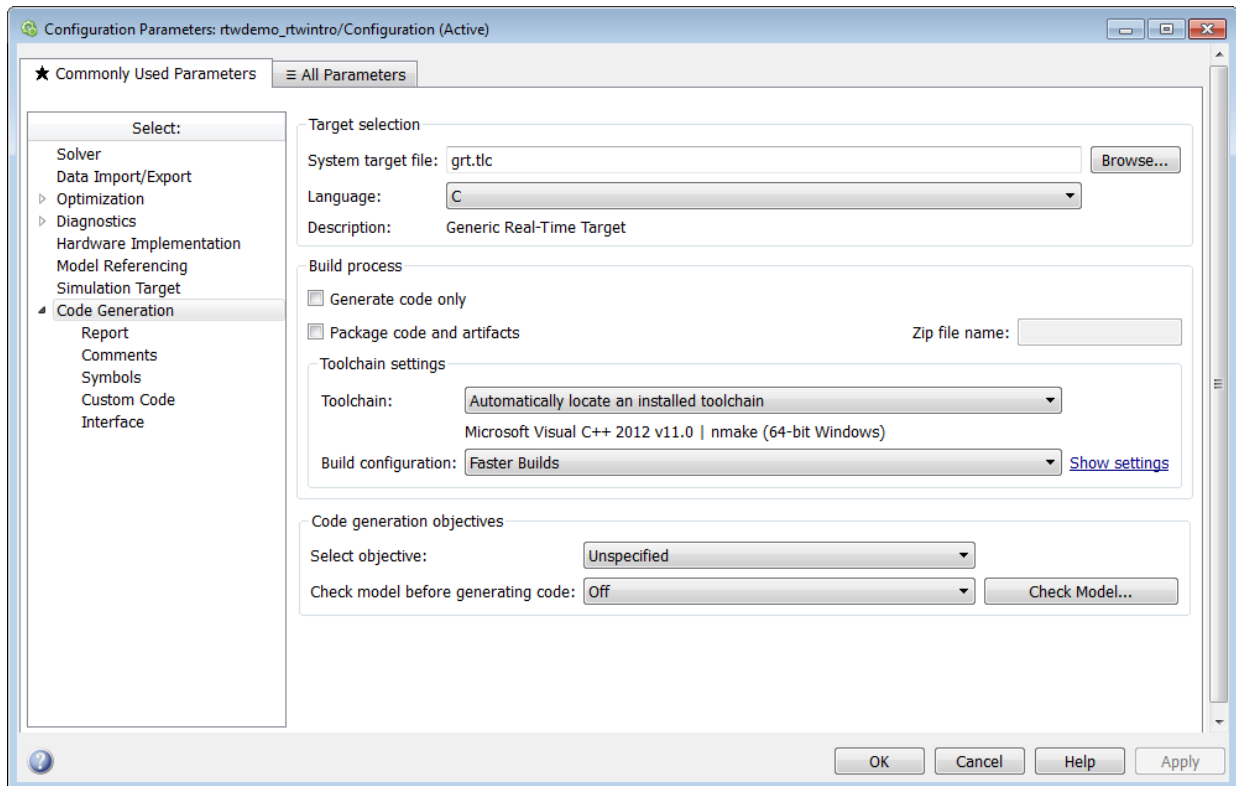 Configuration Parameters: rtwdemo_rtwintro/Configuration (Active)
★ Commonly Used Parameters
≡ All Parameters
Select:
Solver
Data Import/Export
Optimization
Diagnostics
Hardware Implementation
Model Referencing
Simulation Target
Code Generation
Report
Comments
Symbols
Custom Code
Interface
Target selection
System target file: grt.tlc Browse...
Language: C
Description: Generic Real-Time Target
Build process
Generate code only
Package code and artifacts Zip file name:
Toolchain settings
Toolchain: Automatically locate an installed toolchain
Microsoft Visual C++ 2012 v11.0 | nmake (64-bit Windows)
Build configuration: Faster Builds Show settings
Code generation objectives
Select objective: Unspecified
Check model before generating code: Off Check Model...
OK Cancel Help Apply